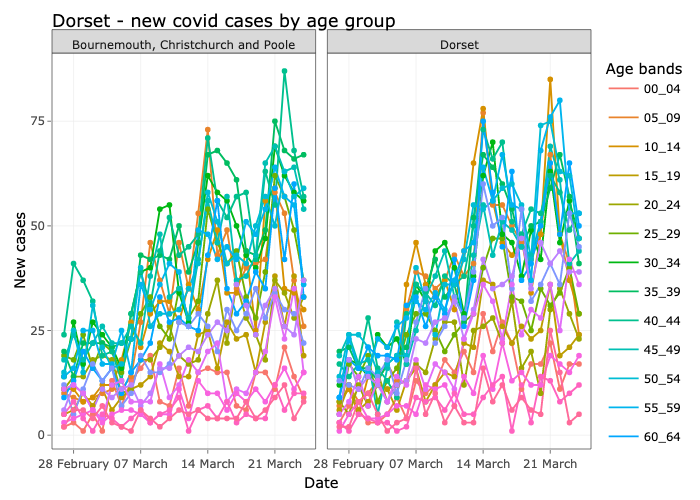 Dorset - new covid cases by age group
Bournemouth, Christchurch and Poole
Dorset
Age bands
00_04
05_09
10_14
15_19
20_24
25_29
30_34
35_39
40_44
45_49
50_54
55_59
60_64
New cases
75
50
25
0
28 February
07 March
14 March
21 March
28 February
07 March
14 March
21 March
Date